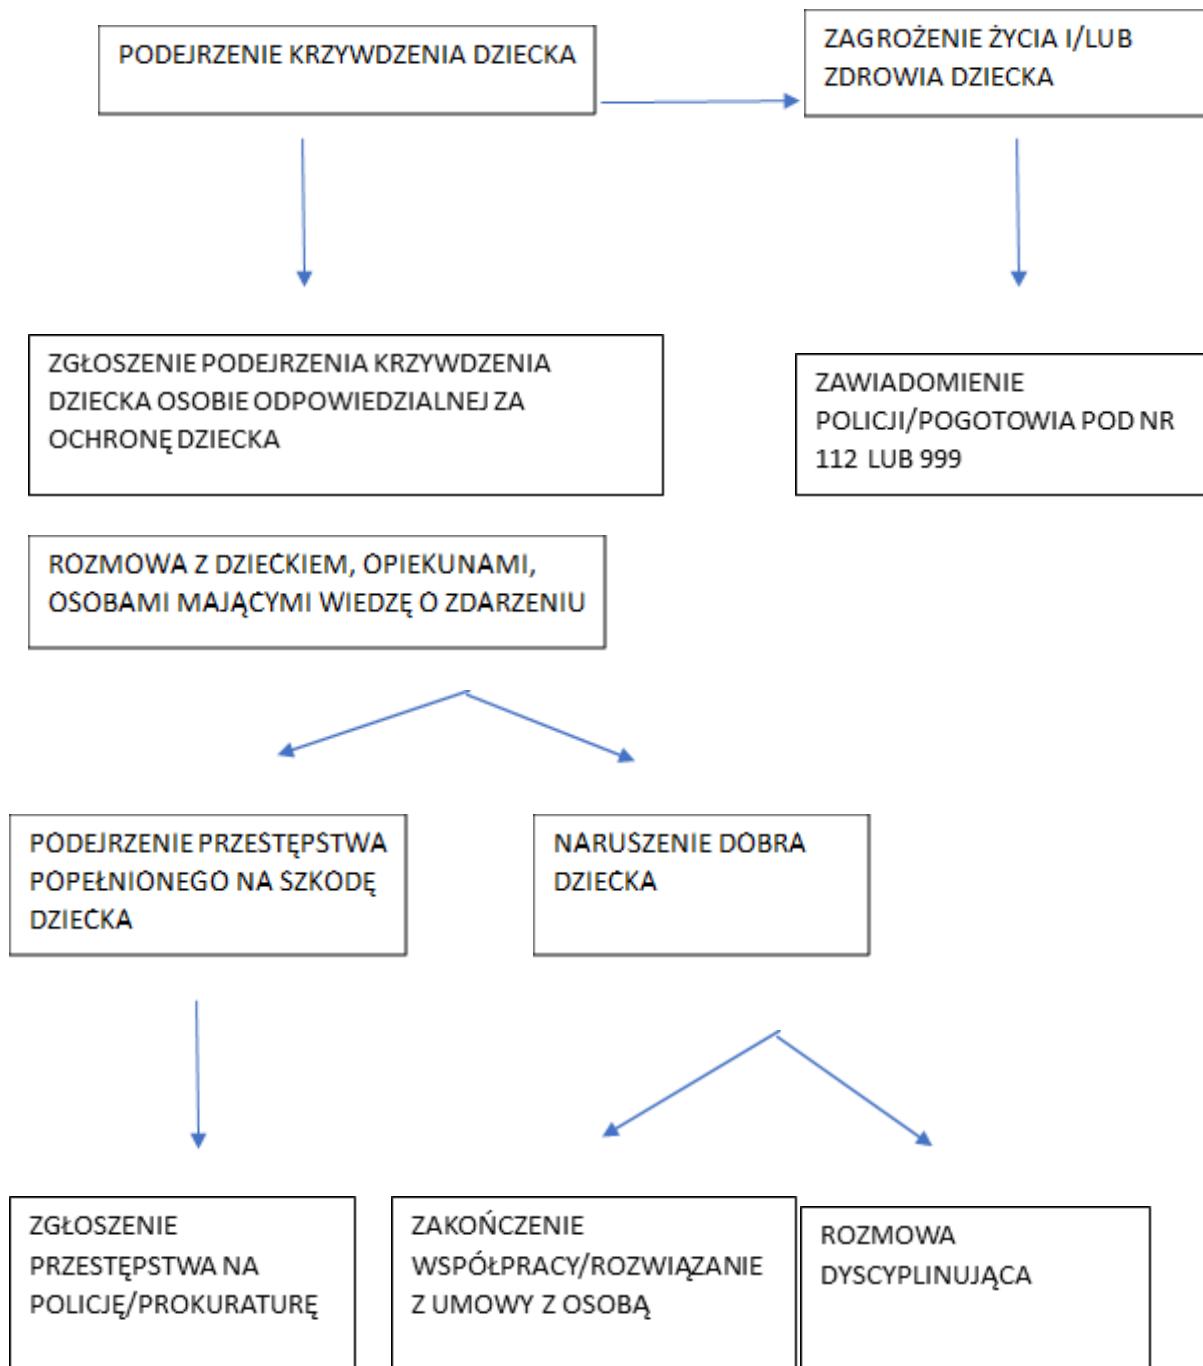 PODEJRZENIE KRZYWDZENIA DZIECKA
ZAGROŻENIE ŻYCIA I/LUB
ZDROWIA DZIECKA
ZGŁOSZENIE PODEJRZENIA KRZYWDZENIA
DZIECKA OSOBIE ODPOWIEDZIALNEJ ZA
OCHRONĘ DZIECKA
ZAWIADOMIENIE
POLICJI/POGOTOWIA POD NR
112 LUB 999
ROZMOWA Z DZIECKIEM, OPIEKUNAMI,
OSOBAMI MAJĄCYMI WIEDZĘ O ZDARZENIU
PODEJRZENIE PRZESTĘPSTWA
POPEŁNIONEGO NA SZKODĘ
DZIECKA
NARUSZENIE DOBRA
DZIECKA
ZGŁOSZENIE
PRZESTĘPSTWA NA
POLICJĘ/PROKURATURĘ
ZAKOŃCZENIE
WSPÓŁPRACY/ROZWIĄZANIE
Z UMOWY Z OSOBĄ
ROZMOWA
DYSCYPLINUJĄCA